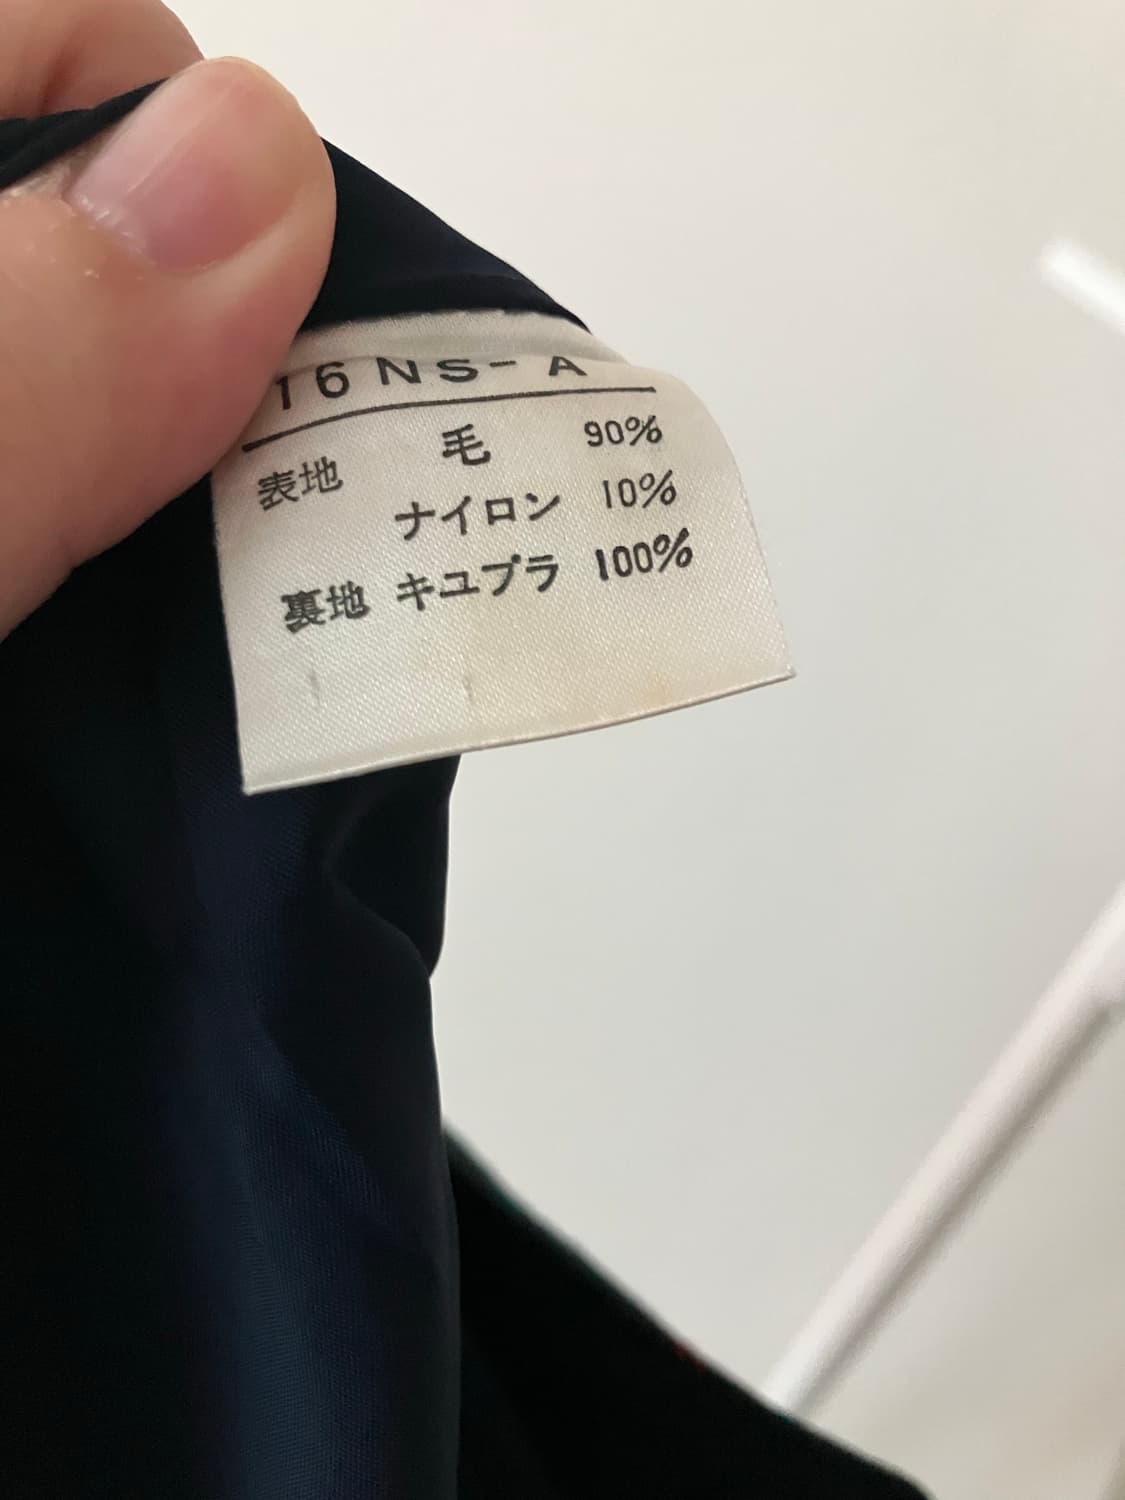 16NS-A
表地 毛 90%
ナイロン 10%
裏地 キユプラ 100%